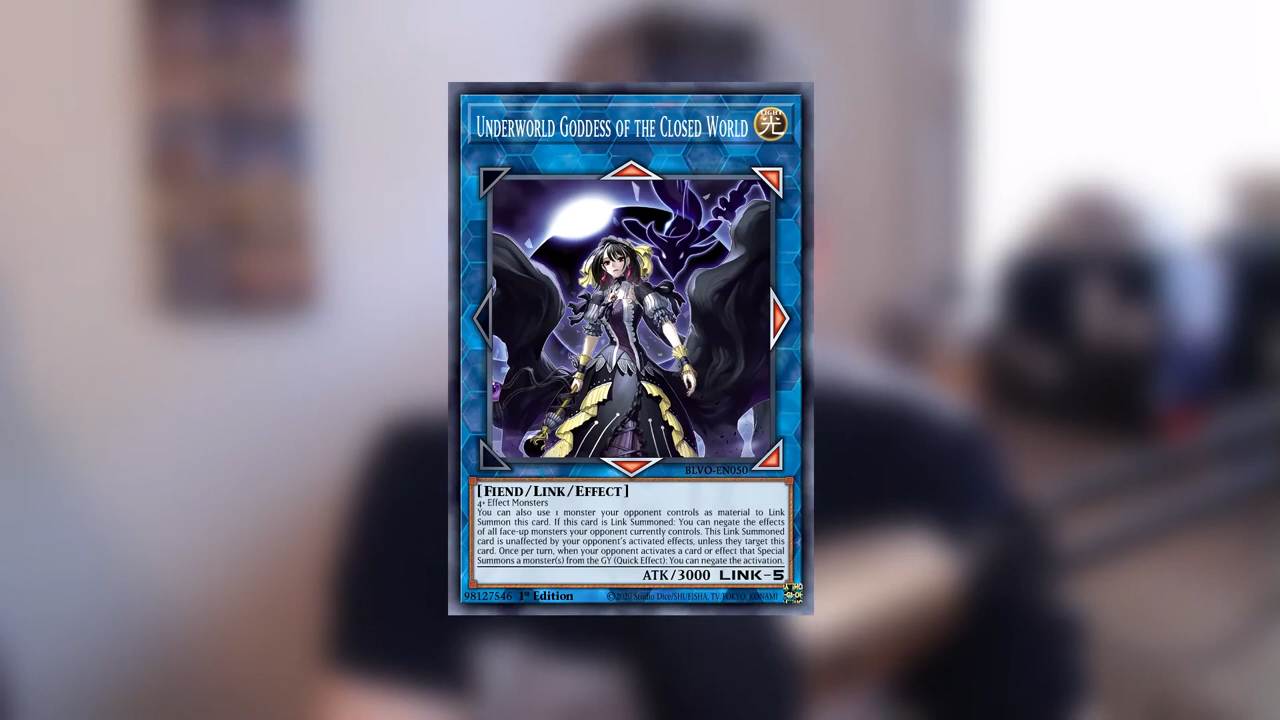 UNDERWORLD GODDESS OF THE CLOSED WORLD
LIGHT
光
BLVO-EN050
[FIEND/LINK/EFFECT]
4+ Effect Monsters
You can also use 1 monster your opponent controls as material to Link
Summon this card. If this card is Link Summoned: You can negate the effects
of all face-up monsters your opponent currently controls. This Link Summoned
card is unaffected by your opponent's activated effects, unless they target this
card. Once per turn, when your opponent activates a card or effect that Special
Summons a monster(s) from the GY (Quick Effect): You can negate the activation.
ATK/3000 LINK-5
98127546 1st Edition ©2020 Studio Dice/SHUEISHA, TV TOKYO, KONAMI